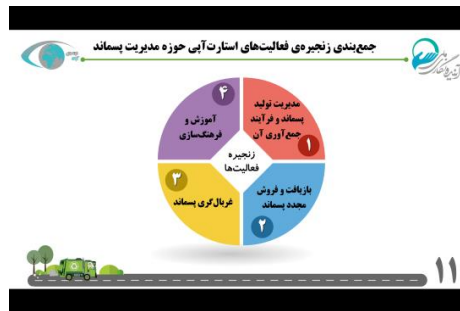 جمع‌بندی زنجیره‌ی فعالیت‌های استارت‌آپی حوزه مدیریت پسماند
مدیریت تولید
پسماند و فرآیند
جمع‌آوری آن
۱
بازیافت و فروش
مجدد پسماند
۲
۳
غربال‌گری پسماند
۴
آموزش و
فرهنگ‌سازی
زنجیره
فعالیت‌ها
۱۱